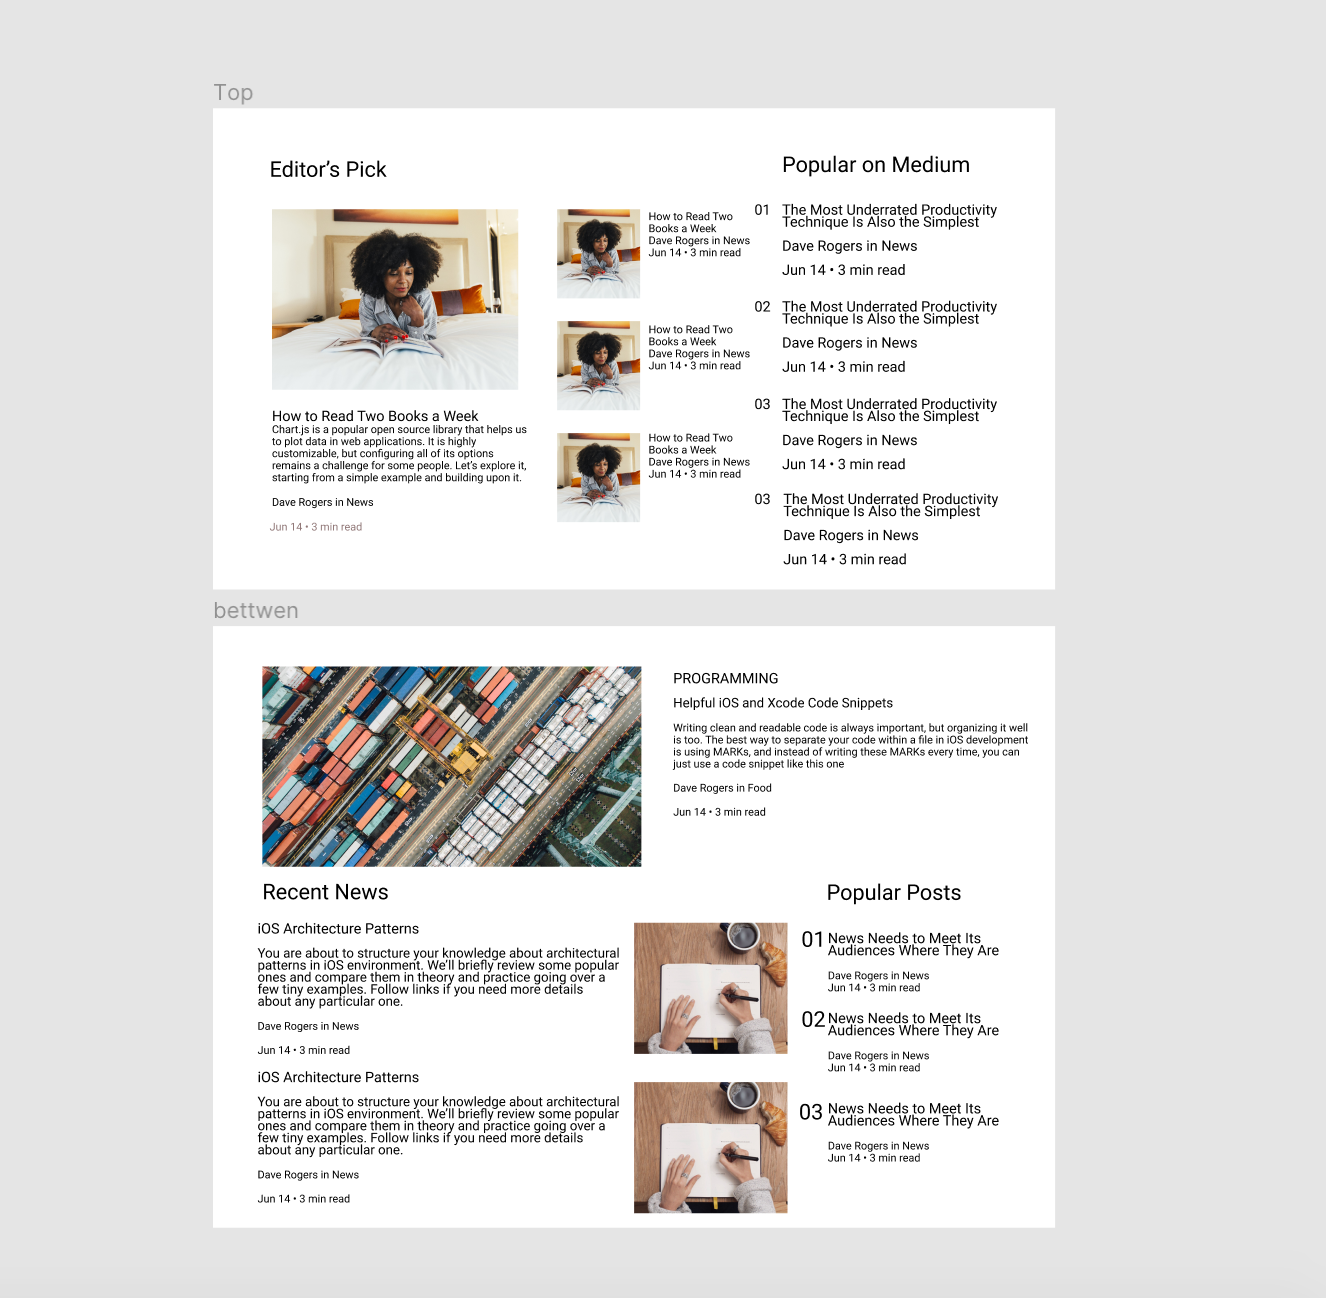 Top
Editor’s Pick
How to Read Two Books a Week
Chart.js is a popular open source library that helps us
to plot data in web applications. It is highly
customizable, but configuring all of its options
remains a challenge for some people. Let’s explore it,
starting from a simple example and building upon it.
Dave Rogers in News
Jun 14 • 3 min read
How to Read Two
Books a Week
Dave Rogers in News
Jun 14 • 3 min read
How to Read Two
Books a Week
Dave Rogers in News
Jun 14 • 3 min read
How to Read Two
Books a Week
Dave Rogers in News
Jun 14 • 3 min read
Popular on Medium
01 The Most Underrated Productivity
Technique Is Also the Simplest
Dave Rogers in News
Jun 14 • 3 min read
02 The Most Underrated Productivity
Technique Is Also the Simplest
Dave Rogers in News
Jun 14 • 3 min read
03 The Most Underrated Productivity
Technique Is Also the Simplest
Dave Rogers in News
Jun 14 • 3 min read
03 The Most Underrated Productivity
Technique Is Also the Simplest
Dave Rogers in News
Jun 14 • 3 min read
bettwen
PROGRAMMING
Helpful iOS and Xcode Code Snippets
Writing clean and readable code is always important, but organizing it well
is too. The best way to separate your code within a file in iOS development
is using MARKs, and instead of writing these MARKs every time, you can
just use a code snippet like this one
Dave Rogers in Food
Jun 14 • 3 min read
Recent News
iOS Architecture Patterns
You are about to structure your knowledge about architectural
patterns in iOS environment. We’ll briefly review some popular
ones and compare them in theory and practice going over a
few tiny examples. Follow links if you need more details
about any particular one.
Dave Rogers in News
Jun 14 • 3 min read
iOS Architecture Patterns
You are about to structure your knowledge about architectural
patterns in iOS environment. We’ll briefly review some popular
ones and compare them in theory and practice going over a
few tiny examples. Follow links if you need more details
about any particular one.
Dave Rogers in News
Jun 14 • 3 min read
Popular Posts
01 News Needs to Meet Its
Audiences Where They Are
Dave Rogers in News
Jun 14 • 3 min read
02 News Needs to Meet Its
Audiences Where They Are
Dave Rogers in News
Jun 14 • 3 min read
03 News Needs to Meet Its
Audiences Where They Are
Dave Rogers in News
Jun 14 • 3 min read